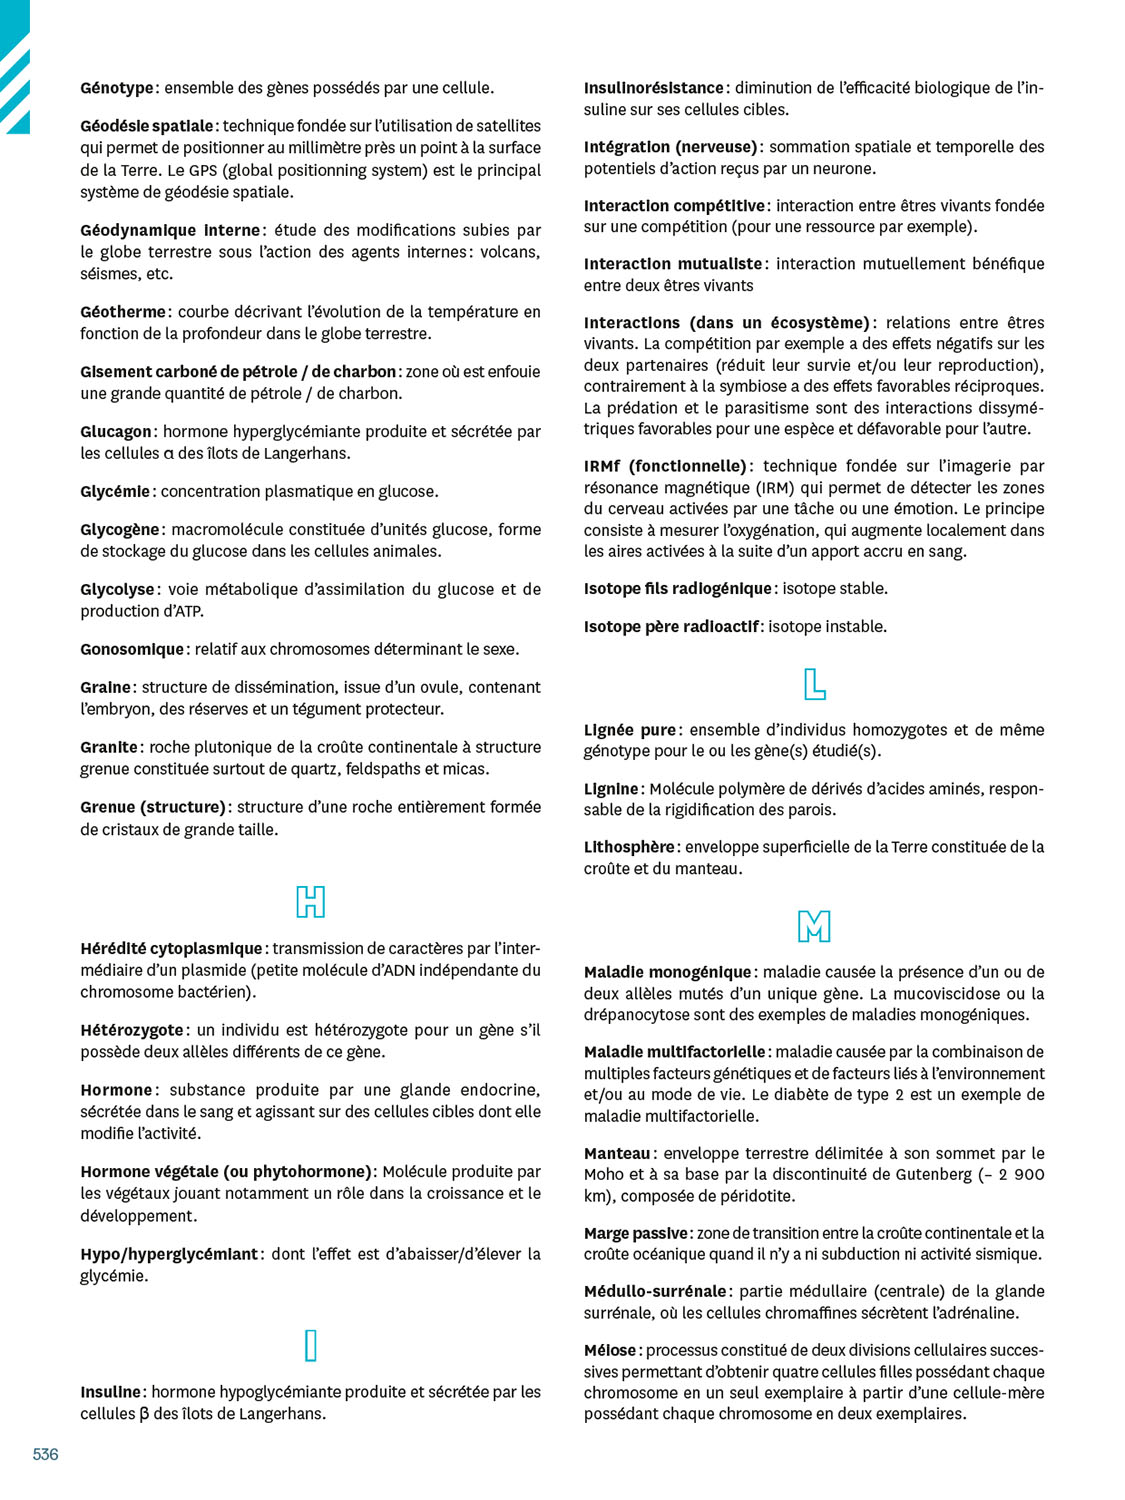 Génotype : ensemble des gènes possédés par une cellule.
Géodésie spatiale : technique fondée sur l’utilisation de satellites
qui permet de positionner au millimètre près un point à la surface
de la Terre. Le GPS (global positionning system) est le principal
système de géodésie spatiale.
Géodynamique interne : étude des modifications subies par
le globe terrestre sous l’action des agents internes : volcans,
séismes, etc.
Géotherme : courbe décrivant l’évolution de la température en
fonction de la profondeur dans le globe terrestre.
Gisement carboné de pétrole / de charbon : zone où est enfouie
une grande quantité de pétrole / de charbon.
Glucagon : hormone hyperglycémiante produite et sécrétée par
les cellules α des îlots de Langerhans.
Glycémie : concentration plasmatique en glucose.
Glycogène : macromolécule constituée d’unités glucose, forme
de stockage du glucose dans les cellules animales.
Glycolyse : voie métabolique d’assimilation du glucose et de
production d’ATP.
Gonosomique : relatif aux chromosomes déterminant le sexe.
Graine : structure de dissémination, issue d’un ovule, contenant
l’embryon, des réserves et un tégument protecteur.
Granite : roche plutonique de la croûte continentale à structure
grenue constituée surtout de quartz, feldspaths et micas.
Grenue (structure) : structure d’une roche entièrement formée
de cristaux de grande taille.
H
Hérédité cytoplasmique : transmission de caractères par l’inter-
médiaire d’un plasmide (petite molécule d’ADN indépendante du
chromosome bactérien).
Hétérozygote : un individu est hétérozygote pour un gène s’il
possède deux allèles différents de ce gène.
Hormone : substance produite par une glande endocrine,
sécrétée dans le sang et agissant sur des cellules cibles dont elle
modifie l’activité.
Hormone végétale (ou phytohormone) : Molécule produite par
les végétaux jouant notamment un rôle dans la croissance et le
développement.
Hypo/hyperglycémiant : dont l’effet est d’abaisser/d’élever la
glycémie.
I
Insuline : hormone hypoglycémiante produite et sécrétée par les
cellules β des îlots de Langerhans.
Insulinorésistance : diminution de l’efficacité biologique de l’in-
suline sur ses cellules cibles.
Intégration (nerveuse) : sommation spatiale et temporelle des
potentiels d’action reçus par un neurone.
Interaction compétitive : interaction entre êtres vivants fondée
sur une compétition (pour une ressource par exemple).
Interaction mutualiste : interaction mutuellement bénéfique
entre deux êtres vivants
Interactions (dans un écosystème) : relations entre êtres
vivants. La compétition par exemple a des effets négatifs sur les
deux partenaires (réduit leur survie et/ou leur reproduction),
contrairement à la symbiose a des effets favorables réciproques.
La prédation et le parasitisme sont des interactions dissymé-
triques favorables pour une espèce et défavorable pour l’autre.
IRMf (fonctionnelle) : technique fondée sur l’imagerie par
résonance magnétique (IRM) qui permet de détecter les zones
du cerveau activées par une tâche ou une émotion. Le principe
consiste à mesurer l’oxygénation, qui augmente localement dans
les aires activées à la suite d’un apport accru en sang.
Isotope fils radiogénique : isotope stable.
Isotope père radioactif : isotope instable.
L
Lignée pure : ensemble d’individus homozygotes et de même
génotype pour le ou les gène(s) étudié(s).
Lignine : Molécule polymère de dérivés d’acides aminés, respon-
sable de la rigidification des parois.
Lithosphère : enveloppe superficielle de la Terre constituée de la
croûte et du manteau.
M
Maladie monogénique : maladie causée la présence d’un ou de
deux allèles mutés d’un unique gène. La mucoviscidose ou la
drépanocytose sont des exemples de maladies monogéniques.
Maladie multifactorielle : maladie causée par la combinaison de
multiples facteurs génétiques et de facteurs liés à l’environnement
et/ou au mode de vie. Le diabète de type 2 est un exemple de
maladie multifactorielle.
Manteau : enveloppe terrestre délimitée à son sommet par le
Moho et à sa base par la discontinuité de Gutenberg (– 2 900
km), composée de péridotite.
Marge passive : zone de transition entre la croûte continentale et la
croûte océanique quand il n’y a ni subduction ni activité sismique.
Médullo-surrénale : partie médullaire (centrale) de la glande
surrénale, où les cellules chromaffines sécrètent l’adrénaline.
Méiose : processus constitué de deux divisions cellulaires succes-
sives permettant d’obtenir quatre cellules filles possédant chaque
chromosome en un seul exemplaire à partir d’une cellule-mère
possédant chaque chromosome en deux exemplaires.
536